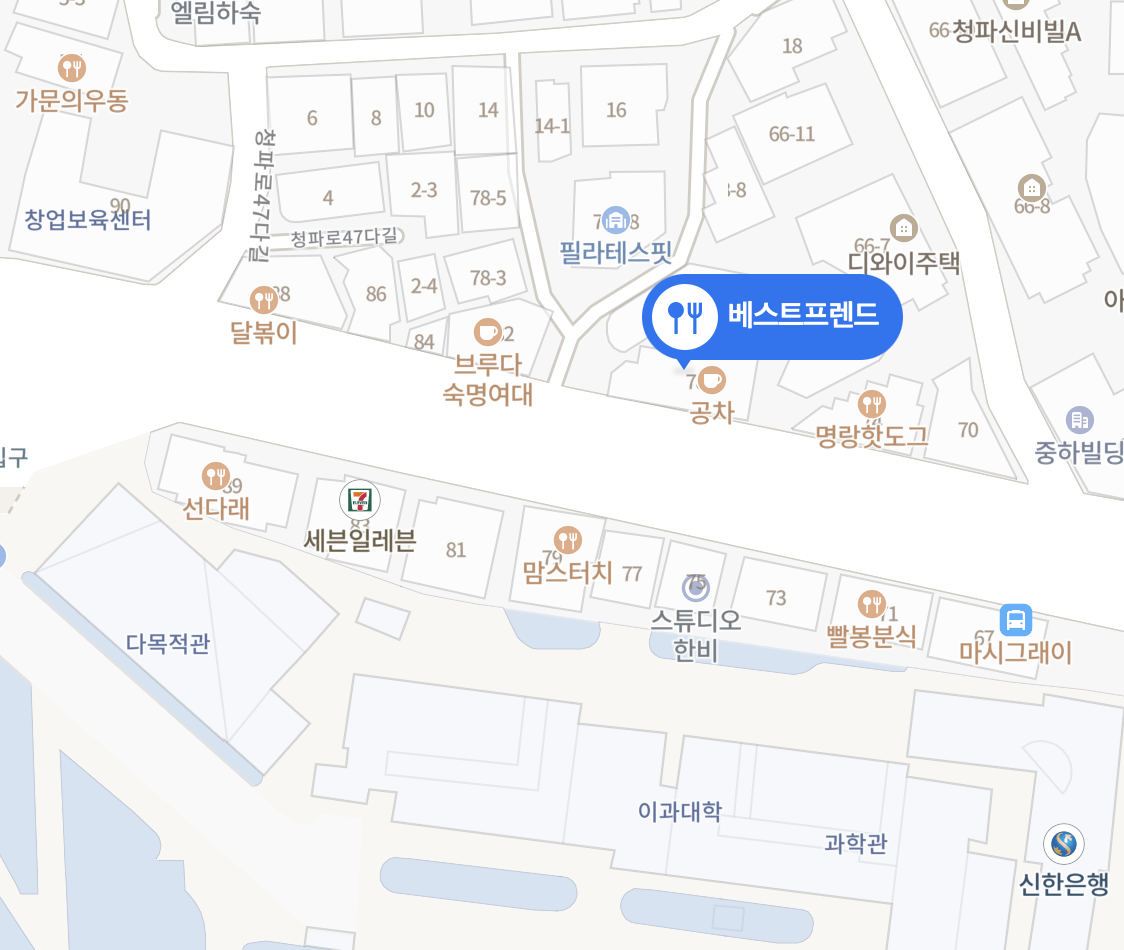 엘림하숙
청파신비빌A
18
가문의우동
6
8
10
14
14-1
16
66-11
청파로47다길
90
창업보육센터
4
2-3
78-5
66-8
청파로47다길
필라테스핏
66-7
디와이주택
달볶이
86
2-4
78-3
84
브루다
숙명여대
베스트프렌드
공차
명랑핫도그
70
중하빌딩
입구
선다래
세븐일레븐
83
81
79
맘스터치
77
75
스튜디오
한비
73
71
빨봉분식
67
마시그래이
다목적관
이과대학
과학관
신한은행